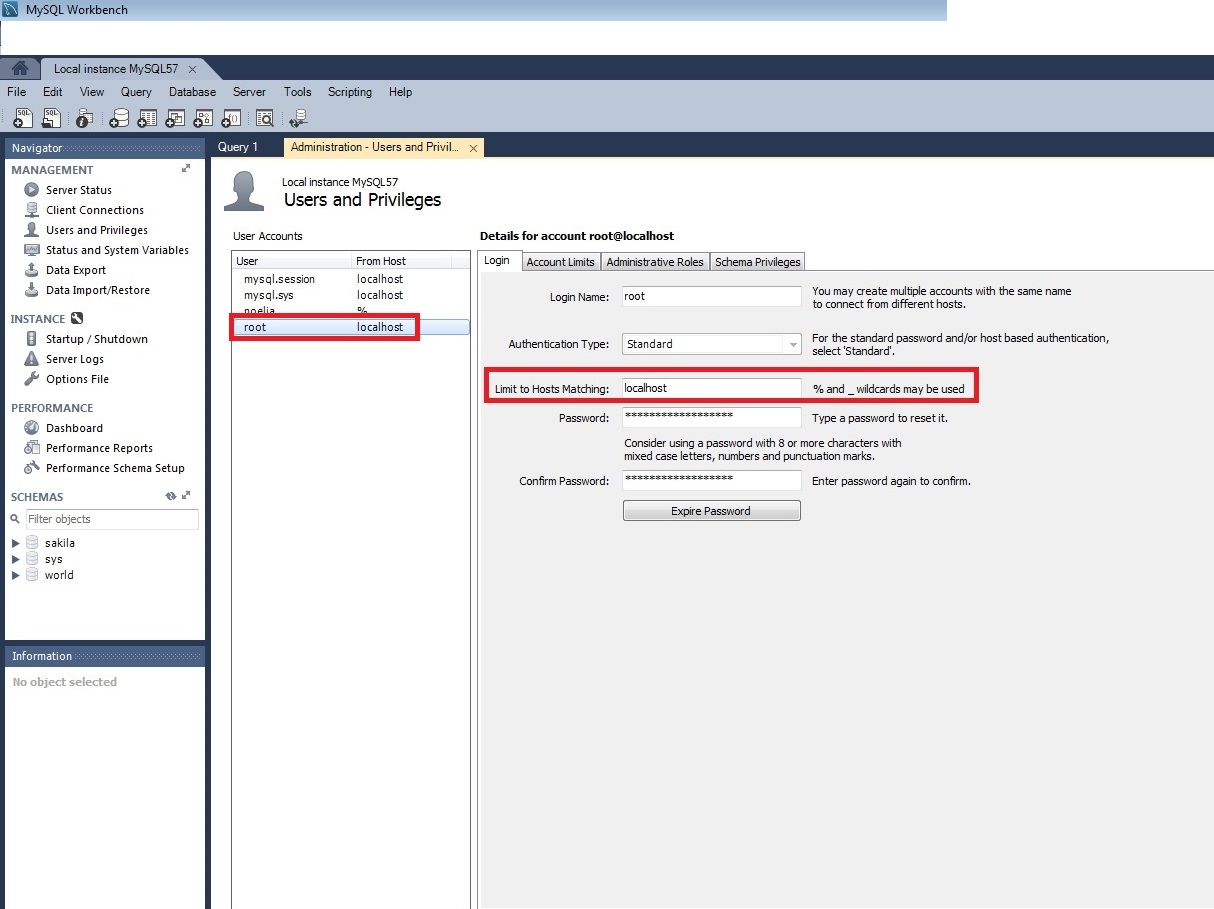 MySQL Workbench
Local instance MySQL57
File Edit View Query Database Server Tools Scripting Help
SQL SQL
Navigator
Query 1
Administration - Users and Privil...
MANAGEMENT
Server Status
Client Connections
Users and Privileges
Status and System Variables
Data Export
Data Import/Restore
INSTANCE
Startup / Shutdown
Server Logs
Options File
PERFORMANCE
Dashboard
Performance Reports
Performance Schema Setup
SCHEMAS
Filter objects
sakila
sys
world
Information
No object selected
Local instance MySQL57
Users and Privileges
User Accounts
User From Host
mysql.session localhost
mysql.sys localhost
noelia %
root localhost
Details for account root@localhost
Login Account Limits Administrative Roles Schema Privileges
Login Name: root
You may create multiple accounts with the same name
to connect from different hosts.
Authentication Type: Standard
For the standard password and/or host based authentication,
select 'Standard'.
Limit to Hosts Matching: localhost % and _ wildcards may be used
Password: ****************** Type a password to reset it.
Consider using a password with 8 or more characters with
mixed case letters, numbers and punctuation marks.
Confirm Password: ****************** Enter password again to confirm.
Expire Password